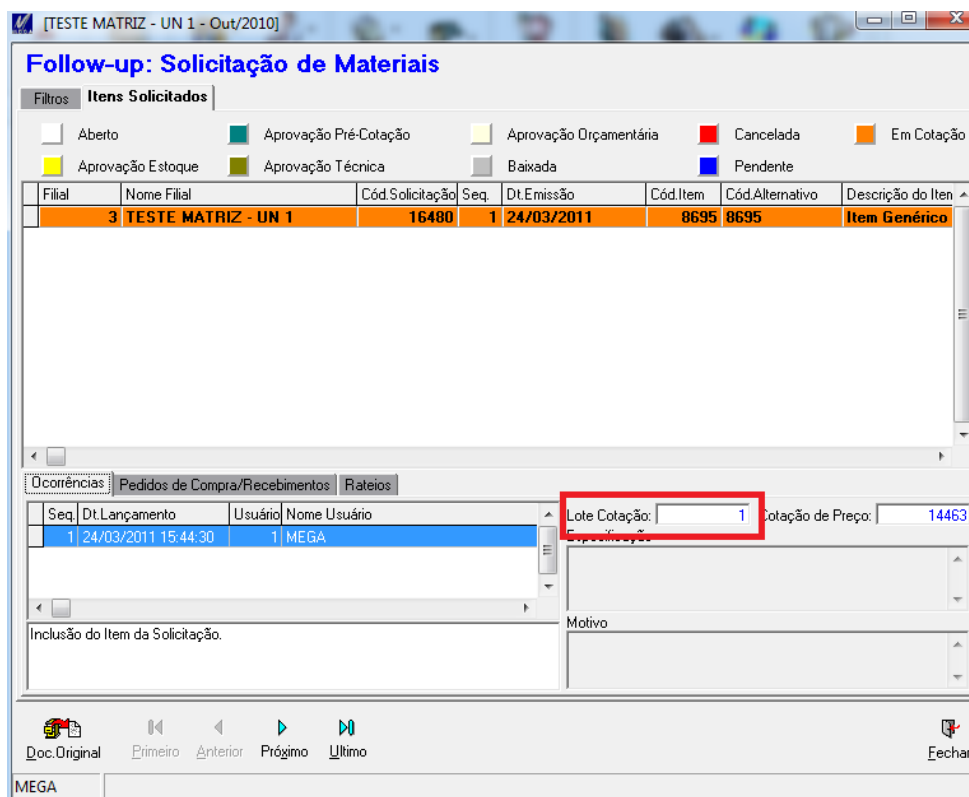 [TESTE MATRIZ - UN 1 - Out/2010]
Follow-up: Solicitação de Materiais
Filtros Itens Solicitados
Aberto Aprovação Pré-Cotação Aprovação Orçamentária Cancelada Em Cotação
Aprovação Estoque Aprovação Técnica Baixada Pendente
Filial Nome Filial Cód.Solicitação Seq. Dt.Emissão Cód.Item Cód.Alternativo Descrição do Iten
3 TESTE MATRIZ - UN 1 16480 1 24/03/2011 8695 8695 Item Genérico
Ocorrências Pedidos de Compra/Recebimentos Rateios
Seq. Dt.Lançamento Usuário Nome Usuário
1 24/03/2011 15:44:30 1 MEGA
Lote Cotação: 1 Cotação de Preço: 14463
Especificação
Motivo
Inclusão do Item da Solicitação.
Doc.Original Primeiro Anterior Próximo Ultimo Fechar
MEGA